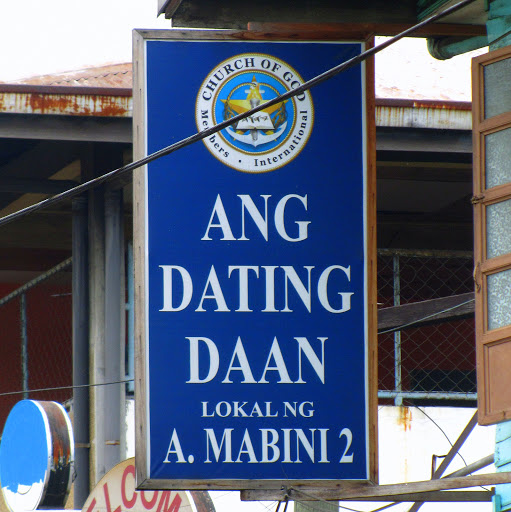 CHURCH OF GOD
Members • International
ANG
DATING
DAAN
LOKAL NG
A. MABINI 2